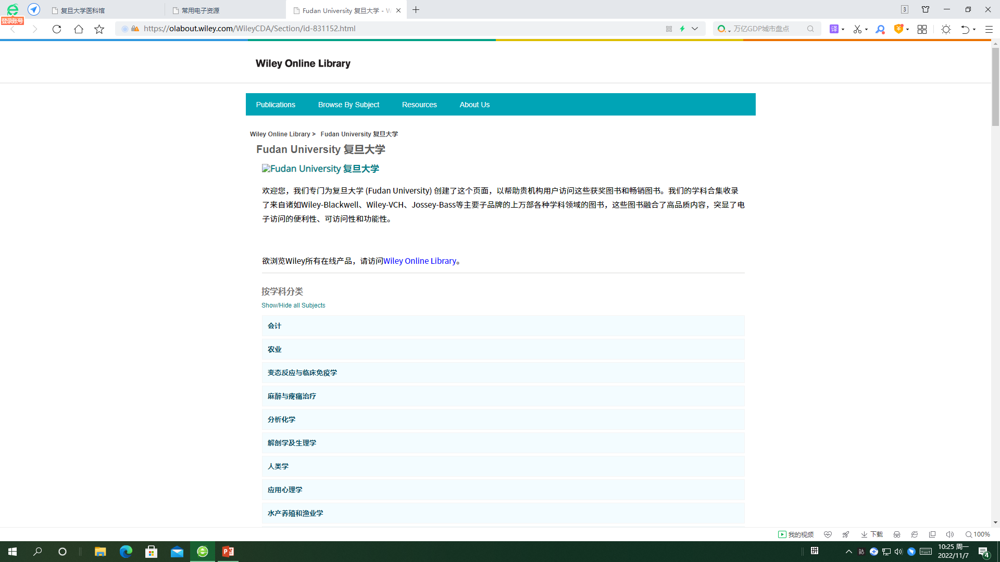 复旦大学医科馆
常用电子资源
Fudan University 复旦大学 - W
3
登录账号
https://olabout.wiley.com/WileyCDA/Section/id-831152.html
万亿GDP城市盘点
译
Wiley Online Library
Publications
Browse By Subject
Resources
About Us
Wiley Online Library > Fudan University 复旦大学
Fudan University 复旦大学
Fudan University 复旦大学
欢迎您，我们专门为复旦大学 (Fudan University) 创建了这个页面，以帮助贵机构用户访问这些获奖图书和畅销图书。我们的学科合集收录
了来自诸如Wiley-Blackwell、Wiley-VCH、Jossey-Bass等主要子品牌的上万部各种学科领域的图书，这些图书融合了高品质内容，突显了电
子访问的便利性、可访问性和功能性。
欲浏览Wiley所有在线产品，请访问Wiley Online Library。
按学科分类
Show/Hide all Subjects
会计
农业
变态反应与临床免疫学
麻醉与疼痛治疗
分析化学
解剖学及生理学
人类学
应用心理学
水产养殖和渔业学
我的视频
下载
100%
拼
10:25 周一
2022/11/7
4